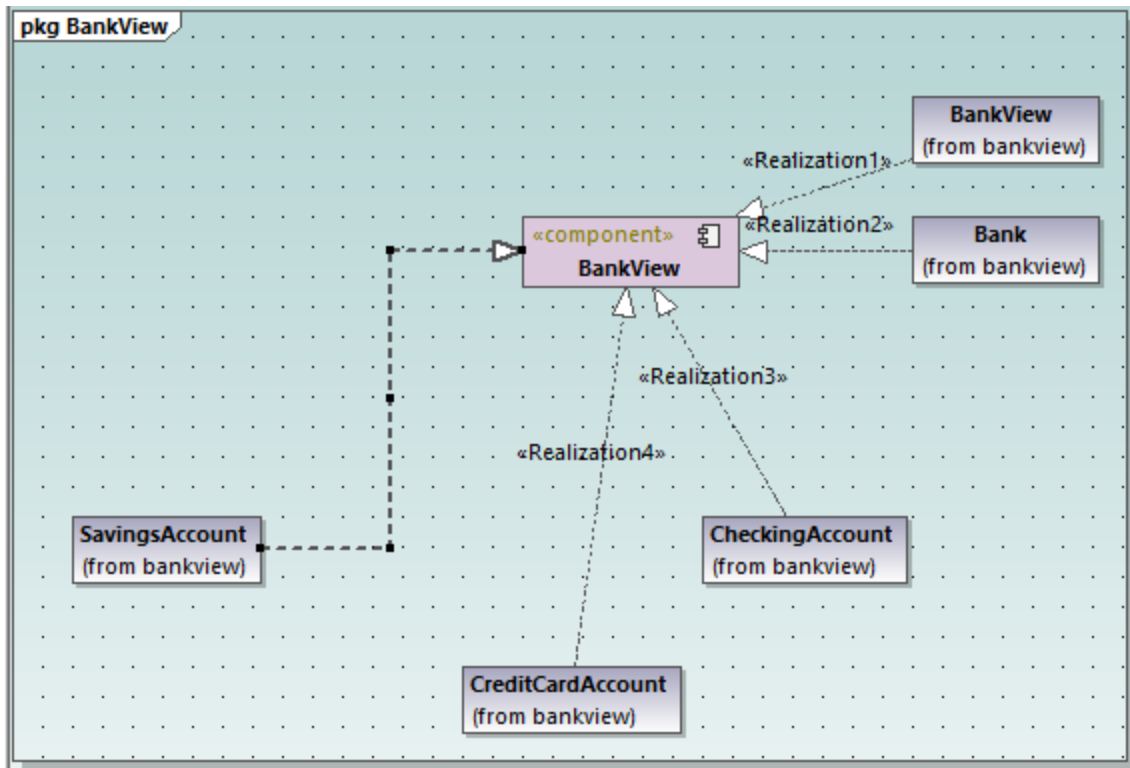 pkg BankView
BankView
(from bankview)
«Realization1»
«Realization2»
«component»
BankView
Bank
(from bankview)
«Realization3»
«Realization4»
SavingsAccount
(from bankview)
CheckingAccount
(from bankview)
CreditCardAccount
(from bankview)